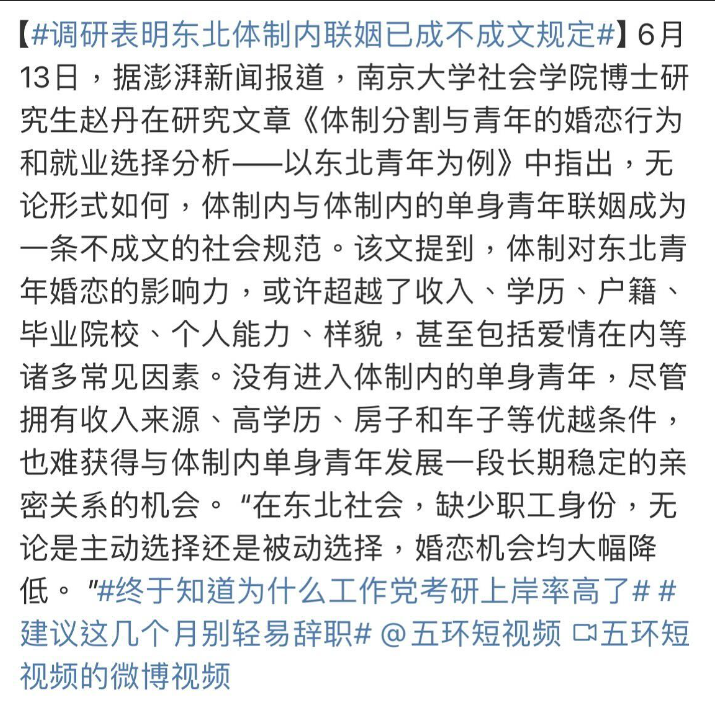 【#调研表明东北体制内联姻已成不成文规定#】6月
13日，据澎湃新闻报道，南京大学社会学院博士研
究生赵丹在研究文章《体制分割与青年的婚恋行为
和就业选择分析——以东北青年为例》中指出，无
论形式如何，体制内与体制内的单身青年联姻成为
一条不成文的社会规范。该文提到，体制对东北青
年婚恋的影响力，或许超越了收入、学历、户籍、
毕业院校、个人能力、样貌，甚至包括爱情在内等
诸多常见因素。没有进入体制内的单身青年，尽管
拥有收入来源、高学历、房子和车子等优越条件，
也难获得与体制内单身青年发展一段长期稳定的亲
密关系的机会。“在东北社会，缺少职工身份，无
论是主动选择还是被动选择，婚恋机会均大幅降
低。”#终于知道为什么工作党考研上岸率高了# #
建议这几个月别轻易辞职# @五环短视频 五环短
视频的微博视频